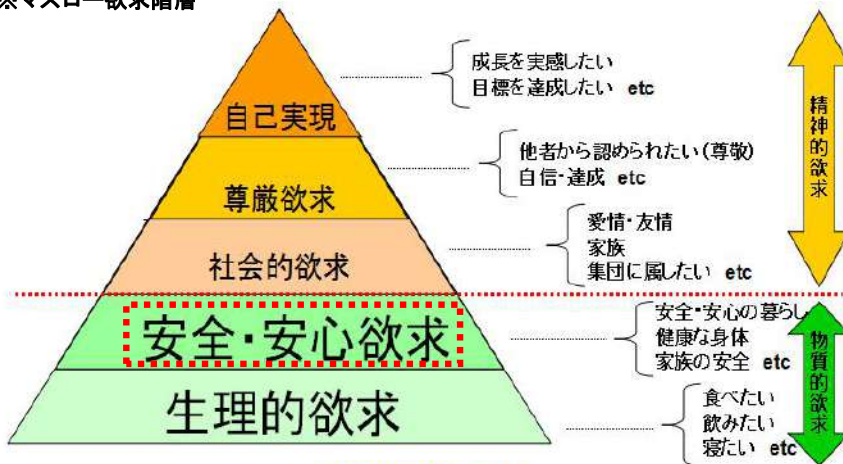 ※マズロー欲求階層
自己実現
成長を実感したい
目標を達成したい etc
尊厳欲求
他者から認められたい(尊敬)
自信・達成 etc
社会的欲求
愛情・友情
家族
集団に属したい etc
精神的欲求
安全・安心欲求
安全・安心の暮らし
健康な身体
家族の安全 etc
生理的欲求
食べたい
飲みたい
寝たい etc
物質的欲求